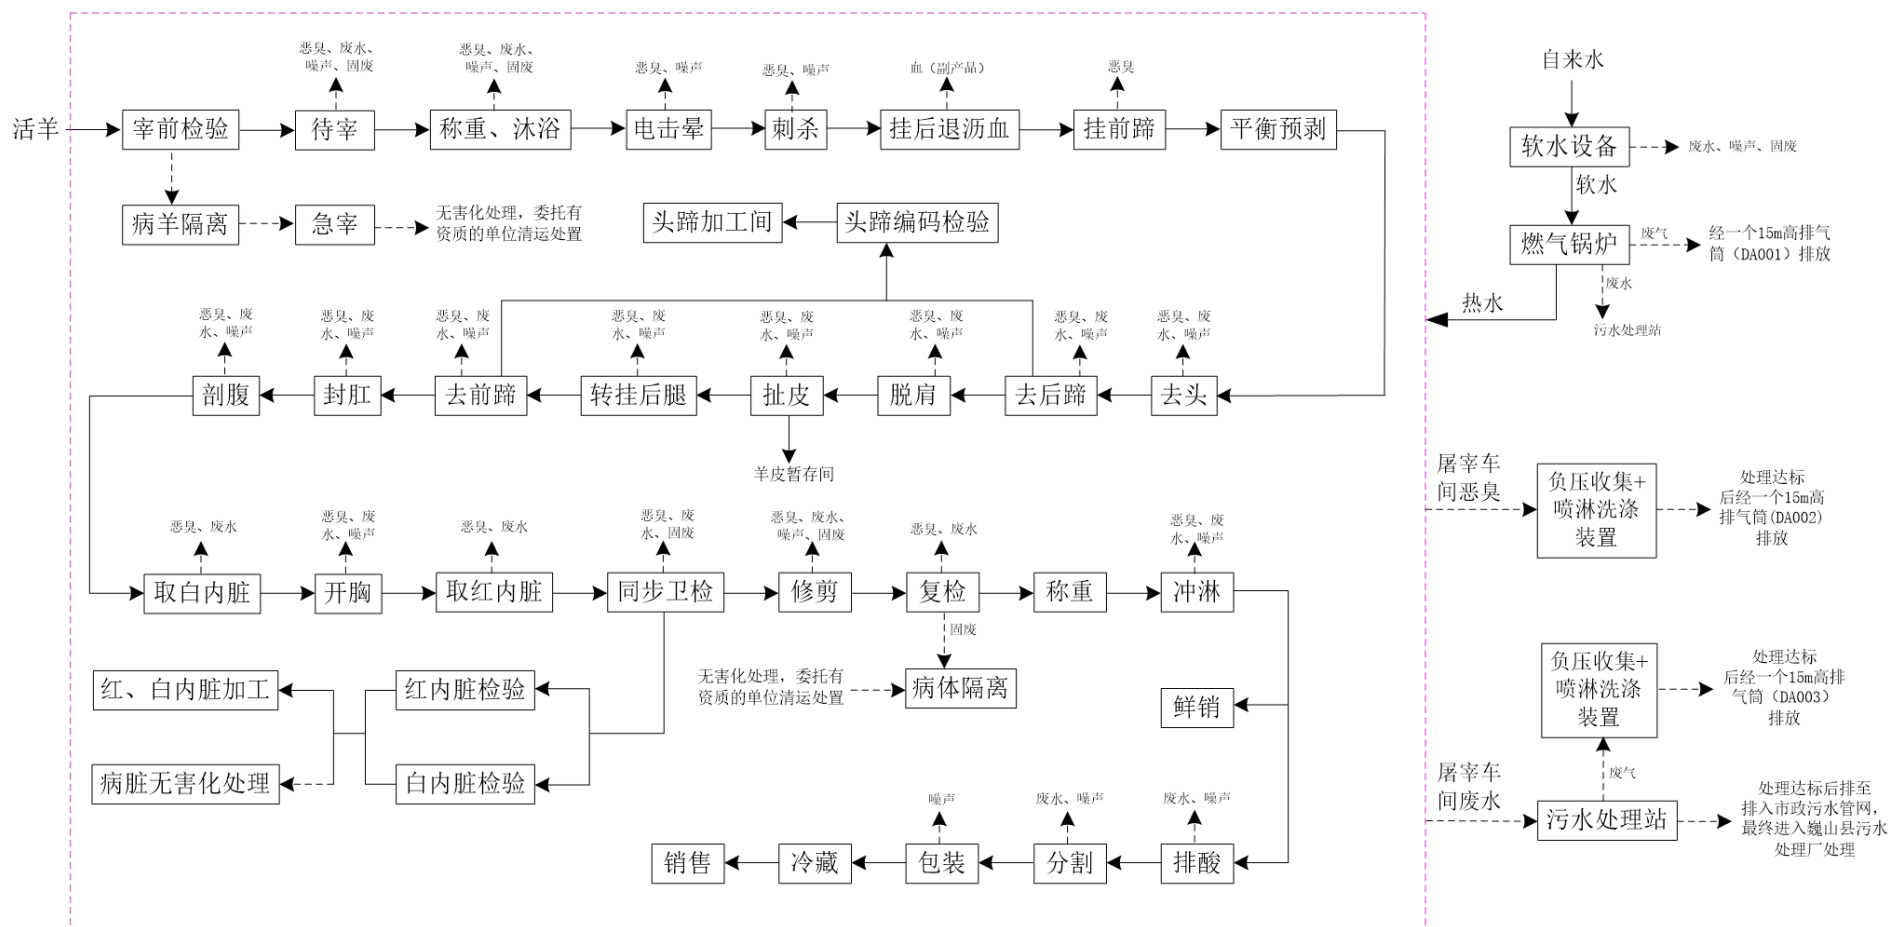 恶臭、废水、
噪声、固废
恶臭、废水、
噪声、固废
恶臭、噪声
恶臭、噪声
血（副产品）
恶臭
活羊
宰前检验
待宰
称重、沐浴
电击晕
刺杀
挂后退沥血
挂前蹄
平衡预剥
病羊隔离
急宰
无害化处理，委托有
资质的单位清运处置
头蹄加工间
头蹄编码检验
恶臭、废
水、噪声
恶臭、废
水、噪声
恶臭、废
水、噪声
恶臭、废
水、噪声
恶臭、废
水、噪声
恶臭、废
水、噪声
恶臭、废
水、噪声
恶臭、废
水、噪声
剖腹
封肛
去前蹄
转挂后腿
扯皮
脱肩
去后蹄
去头
羊皮暂存间
恶臭、废水
恶臭、废
水、噪声
恶臭、废水
恶臭、废
水、固废
恶臭、废水、
噪声、固废
恶臭、废水
恶臭、废
水、噪声
取白内脏
开胸
取红内脏
同步卫检
修剪
复检
称重
冲淋
固废
红、白内脏加工
红内脏检验
无害化处理，委托有
资质的单位清运处置
病体隔离
鲜销
病脏无害化处理
白内脏检验
噪声
废水、噪声
废水、噪声
销售
冷藏
包装
分割
排酸
自来水
软水设备
废水、噪声、固废
软水
燃气锅炉
废气
经一个15m高排气
筒（DA001）排放
废水
热水
污水处理站
屠宰车
间恶臭
负压收集+
喷淋洗涤
装置
处理达标
后经一个15m高
排气筒(DA002)
排放
负压收集+
喷淋洗涤
装置
处理达标
后经一个15m高排
气筒（DA003）
排放
废气
屠宰车
间废水
污水处理站
处理达标后排至
排入市政污水管网，
最终进入巍山县污水
处理厂处理